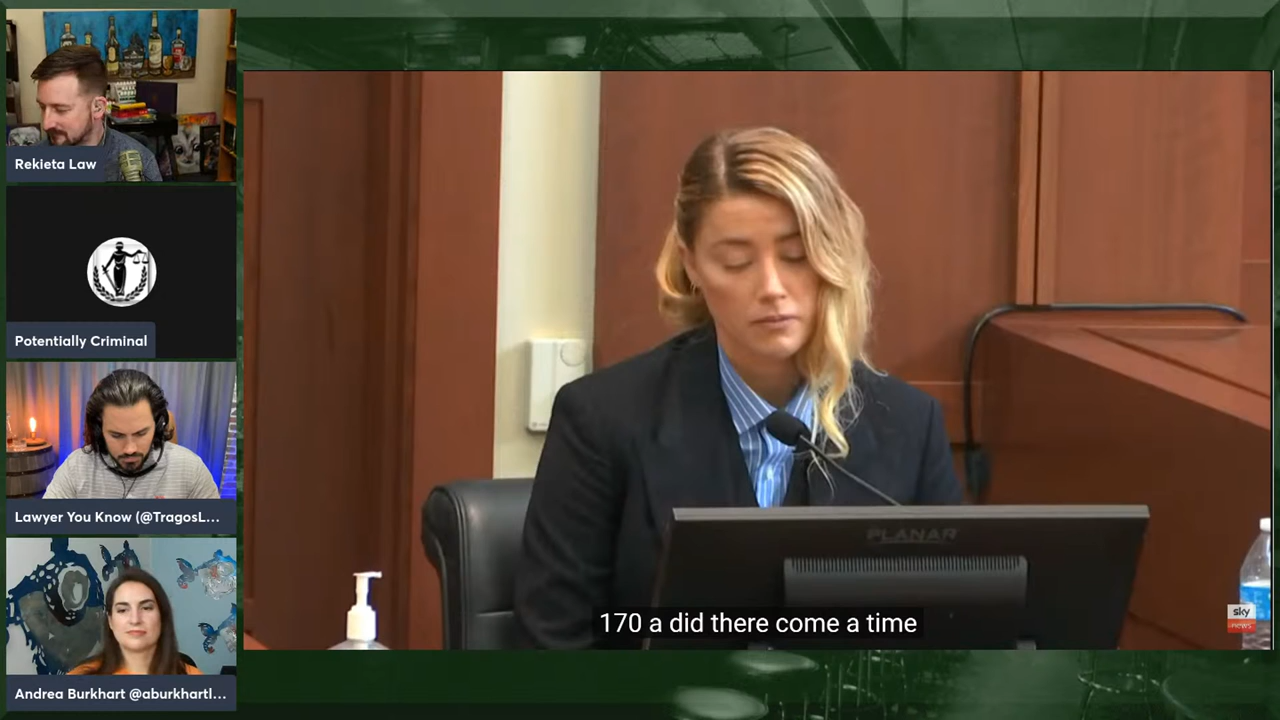 Rekieta Law
Potentially Criminal
Lawyer You Know (@TragosL...
Andrea Burkhart @aburkhartl...
PLANAR
170 a did there come a time
sky
news